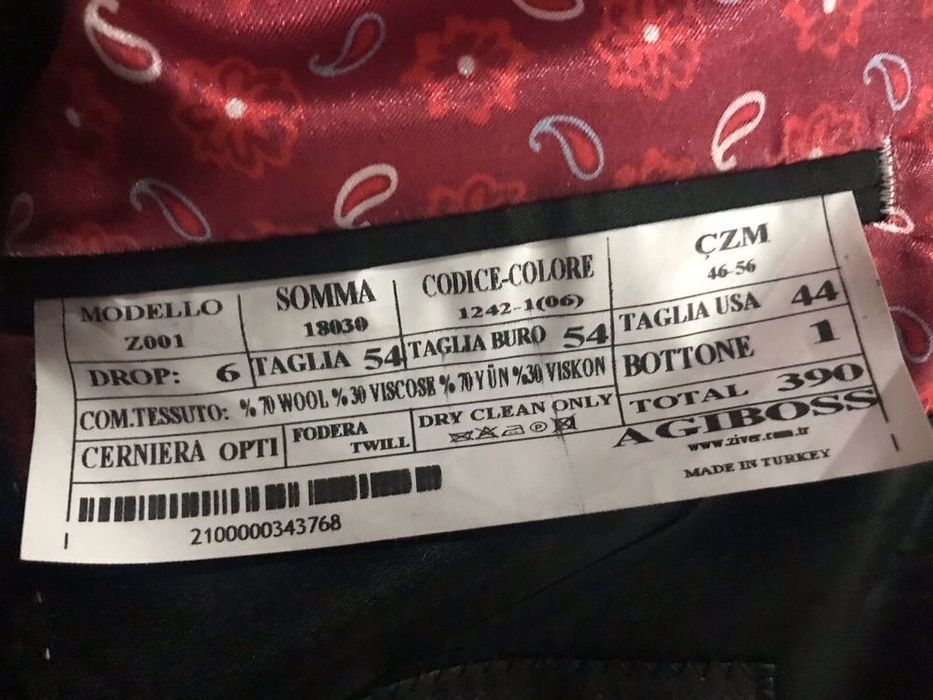 MODELLO
Z001
SOMMA
18030
CODICE-COLORE
1242-1(06)
ÇZM
46-56
DROP: 6
TAGLIA 54
TAGLIA BURO 54
TAGLIA USA 44
COM.TESSUTO: % 70 WOOL % 30 VISCOSE % 70 YÜN %30 VISKON
BOTTONE 1
CERNIERA OPTI
FODERA
TWILL
DRY CLEAN ONLY
TOTAL 390
AGIBOSS
www.ziver.com.tr
MADE IN TURKEY
2100000343768